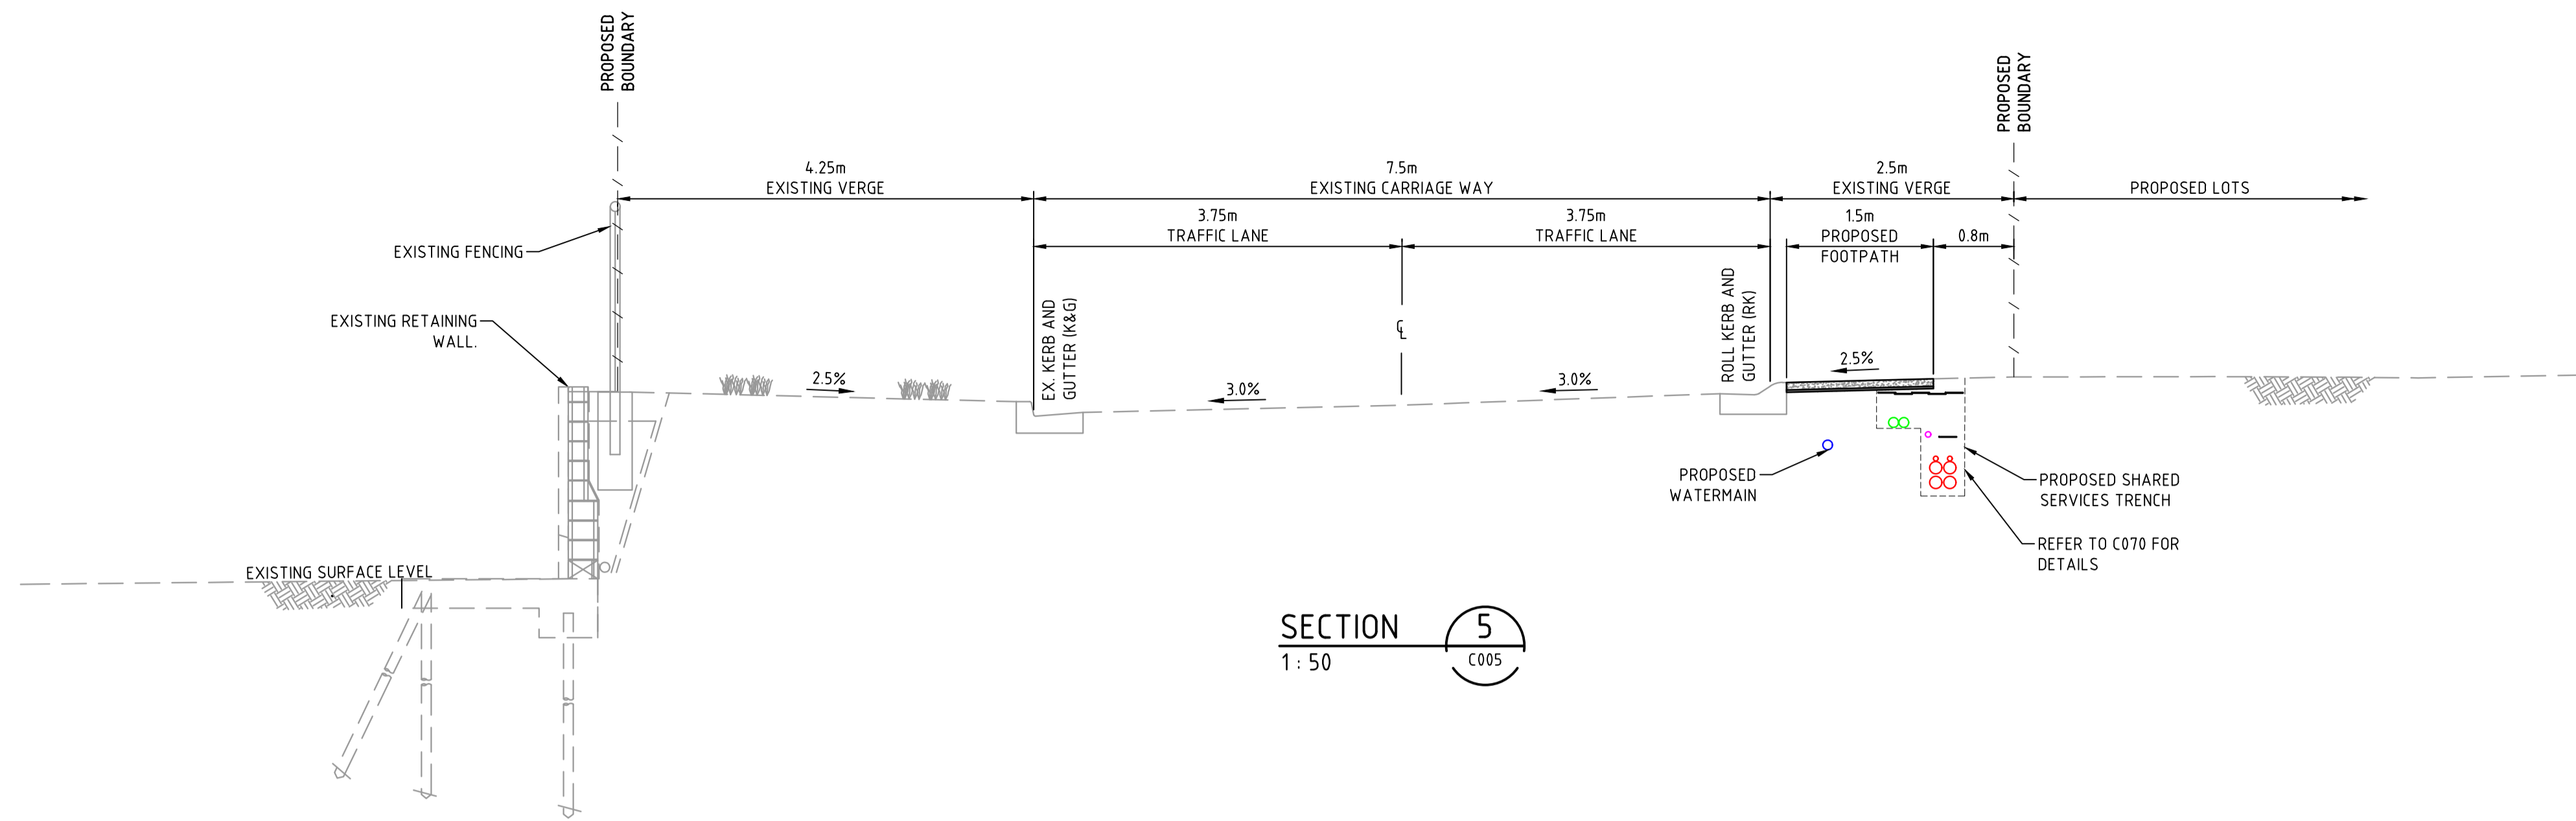 PROPOSED
BOUNDARY
PROPOSED
BOUNDARY
4.25m
EXISTING VERGE
7.5m
EXISTING CARRIAGE WAY
2.5m
EXISTING VERGE
PROPOSED LOTS
3.75m
TRAFFIC LANE
3.75m
TRAFFIC LANE
1.5m
PROPOSED
FOOTPATH
0.8m
EXISTING FENCING
EXISTING RETAINING
WALL.
EX. KERB AND
GUTTER (K&G)
℄
ROLL KERB AND
GUTTER (RK)
2.5%
3.0%
3.0%
2.5%
PROPOSED
WATERMAIN
PROPOSED SHARED
SERVICES TRENCH
REFER TO C070 FOR
DETAILS
EXISTING SURFACE LEVEL
SECTION
1 : 50
5
C005